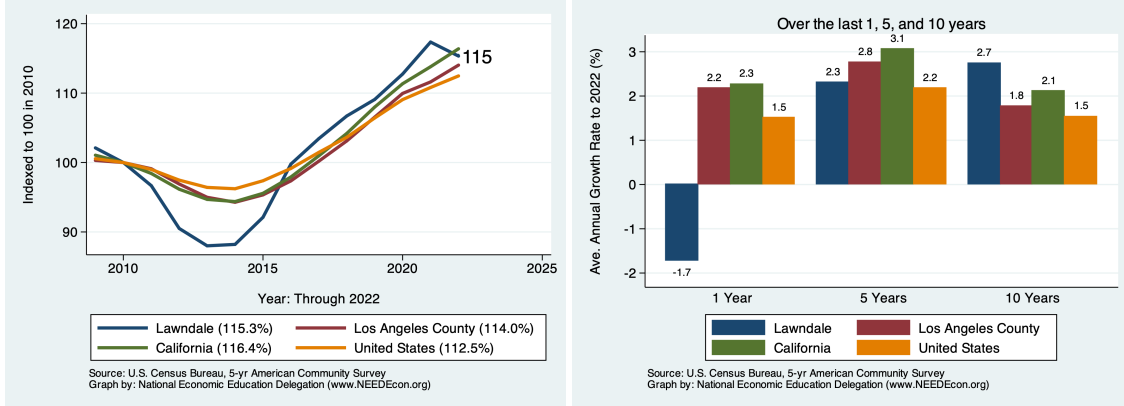 120
110
100
90
Indexed to 100 in 2010
115
2010
2015
2020
2025
Year: Through 2022
Lawndale (115.3%)
Los Angeles County (114.0%)
California (116.4%)
United States (112.5%)
Source: U.S. Census Bureau, 5-yr American Community Survey
Graph by: National Economic Education Delegation (www.NEEDEcon.org)
Over the last 1, 5, and 10 years
Ave. Annual Growth Rate to 2022 (%)
3
2
1
0
-1
-2
-1.7
2.2
2.3
1.5
2.3
2.8
3.1
2.2
2.7
1.8
2.1
1.5
1 Year
5 Years
10 Years
Lawndale
Los Angeles County
California
United States
Source: U.S. Census Bureau, 5-yr American Community Survey
Graph by: National Economic Education Delegation (www.NEEDEcon.org)